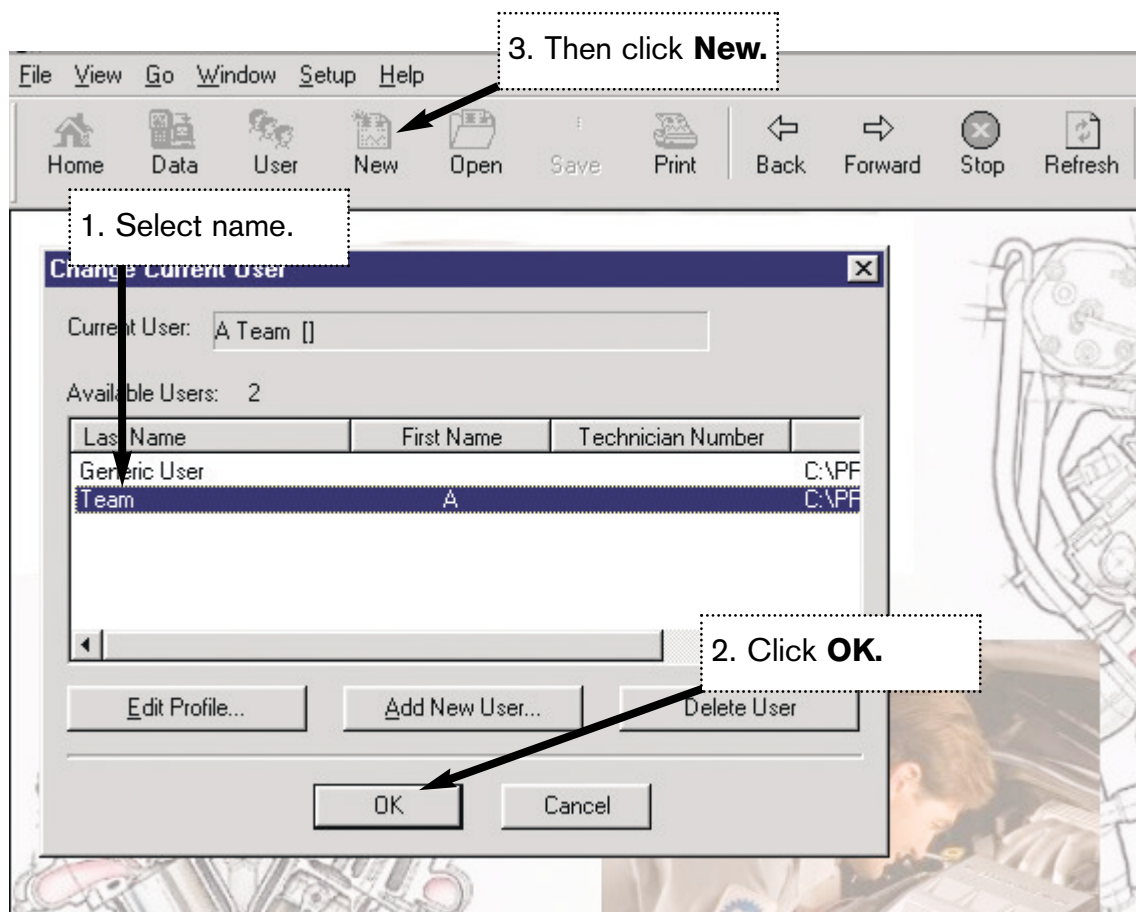 3. Then click New.
File View Go Window Setup Help
Home Data User New Open Save Print Back Forward Stop Refresh
1. Select name.
Change Current User
Current User: A Team []
Available Users: 2
Last Name First Name Technician Number
Generic User C:\PF
Team A C:\PF
2. Click OK.
Edit Profile... Add New User... Delete User
OK Cancel